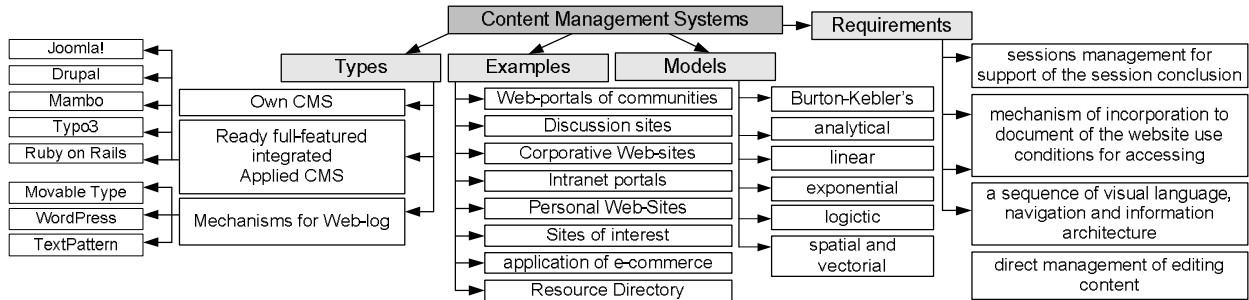 Content Management Systems
Requirements
Types
Examples
Models
Joomla!
Drupal
Mambo
Typo3
Ruby on Rails
Movable Type
WordPress
TextPattern
Own CMS
Ready full-featured
integrated
Applied CMS
Mechanisms for Web-log
Web-portals of communities
Discussion sites
Corporative Web-sites
Intranet portals
Personal Web-Sites
Sites of interest
application of e-commerce
Resource Directory
Burton-Kebler's
analytical
linear
exponential
logictic
spatial and
vectorial
sessions management for
support of the session conclusion
mechanism of incorporation to
document of the website use
conditions for accessing
a sequence of visual language,
navigation and information
architecture
direct management of editing
content